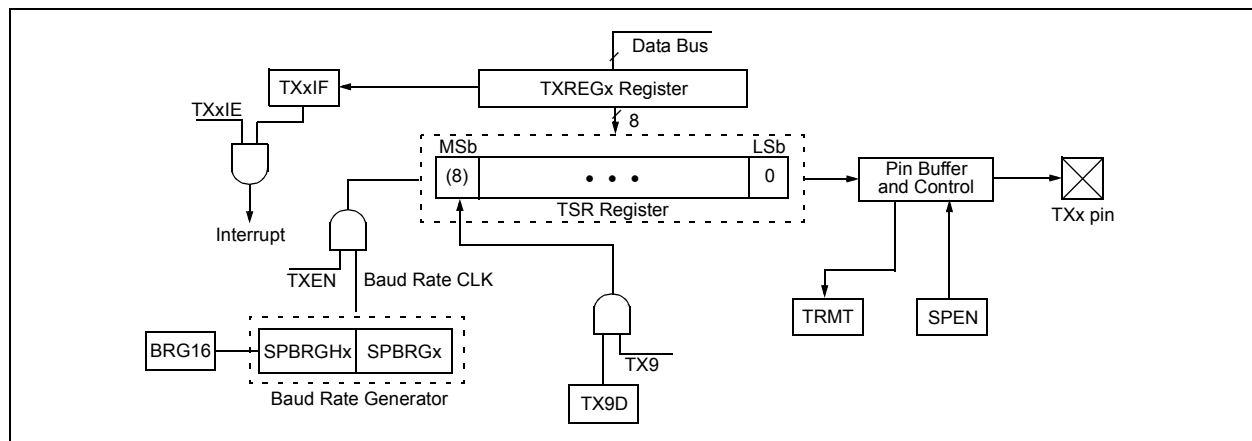 Data Bus
TXxIF
TXREGx Register
TXxIE
8
MSb
LSb
(8)
• • •
0
TSR Register
Pin Buffer
and Control
TXx pin
Interrupt
TXEN
Baud Rate CLK
TRMT
SPEN
BRG16
SPBRGHx
SPBRGx
TX9
Baud Rate Generator
TX9D